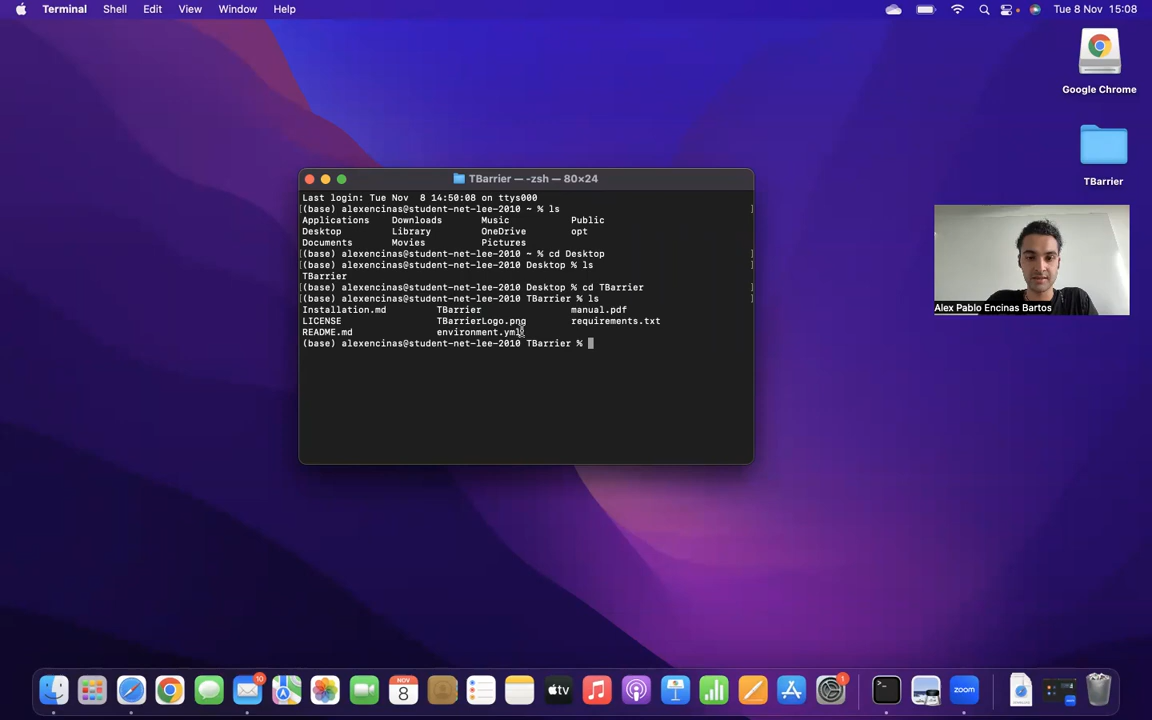 Terminal Shell Edit View Window Help Tue 8 Nov 15:08
Google Chrome
TBarrier
TBarrier — -zsh — 80×24
Last login: Tue Nov  8 14:50:08 on ttys000
[(base) alexencinas@student-net-lee-2010 ~ % ls ]
Applications Downloads Music Public
Desktop Library OneDrive opt
Documents Movies Pictures
[(base) alexencinas@student-net-lee-2010 ~ % cd Desktop ]
[(base) alexencinas@student-net-lee-2010 Desktop % ls ]
TBarrier
[(base) alexencinas@student-net-lee-2010 Desktop % cd TBarrier ]
[(base) alexencinas@student-net-lee-2010 TBarrier % ls ]
Installation.md TBarrier manual.pdf
LICENSE TBarrierLogo.png requirements.txt
README.md environment.yml
(base) alexencinas@student-net-lee-2010 TBarrier %
Alex Pablo Encinas Bartos
10
NOV
8
tv
1
zoom